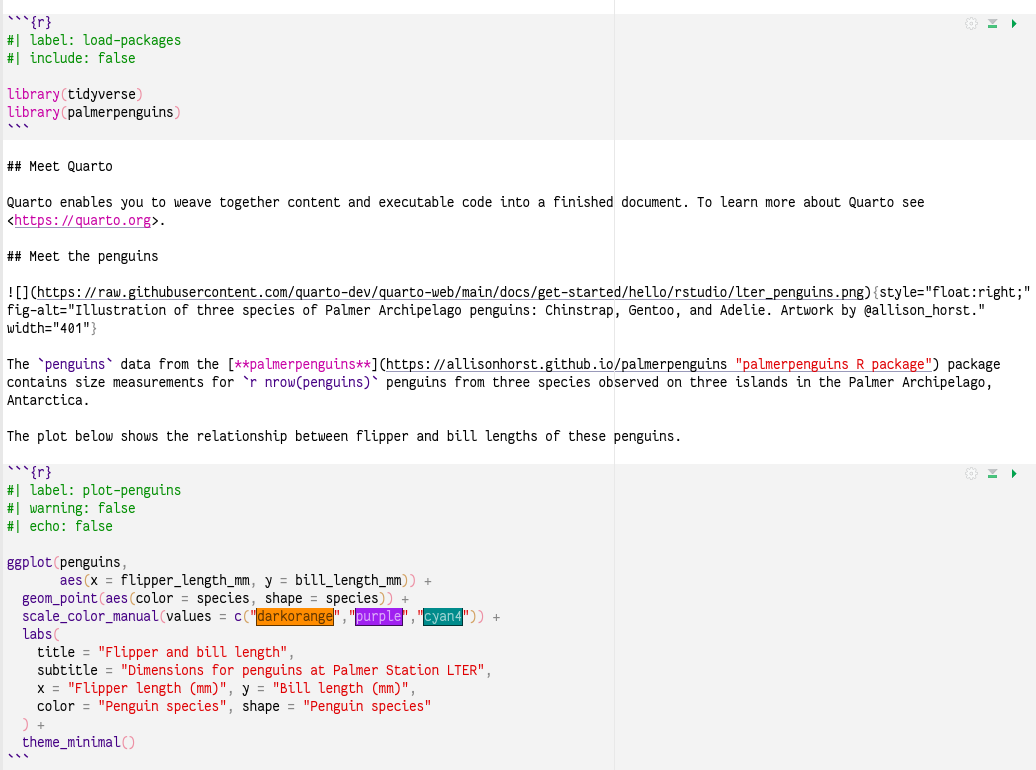 ```{r}
#| label: load-packages
#| include: false

library(tidyverse)
library(palmerpenguins)
```

## Meet Quarto

Quarto enables you to weave together content and executable code into a finished document. To learn more about Quarto see
<https://quarto.org>.

## Meet the penguins

![](https://raw.githubusercontent.com/quarto-dev/quarto-web/main/docs/get-started/hello/rstudio/lter_penguins.png){style="float:right;"
fig-alt="Illustration of three species of Palmer Archipelago penguins: Chinstrap, Gentoo, and Adelie. Artwork by @allison_horst."
width="401"}

The `penguins` data from the [**palmerpenguins**](https://allisonhorst.github.io/palmerpenguins "palmerpenguins R package") package
contains size measurements for `r nrow(penguins)` penguins from three species observed on three islands in the Palmer Archipelago,
Antarctica.

The plot below shows the relationship between flipper and bill lengths of these penguins.

```{r}
#| label: plot-penguins
#| warning: false
#| echo: false

ggplot(penguins,
       aes(x = flipper_length_mm, y = bill_length_mm)) +
  geom_point(aes(color = species, shape = species)) +
  scale_color_manual(values = c("darkorange","purple","cyan4")) +
  labs(
    title = "Flipper and bill length",
    subtitle = "Dimensions for penguins at Palmer Station LTER",
    x = "Flipper length (mm)", y = "Bill length (mm)",
    color = "Penguin species", shape = "Penguin species"
  ) +
  theme_minimal()
```